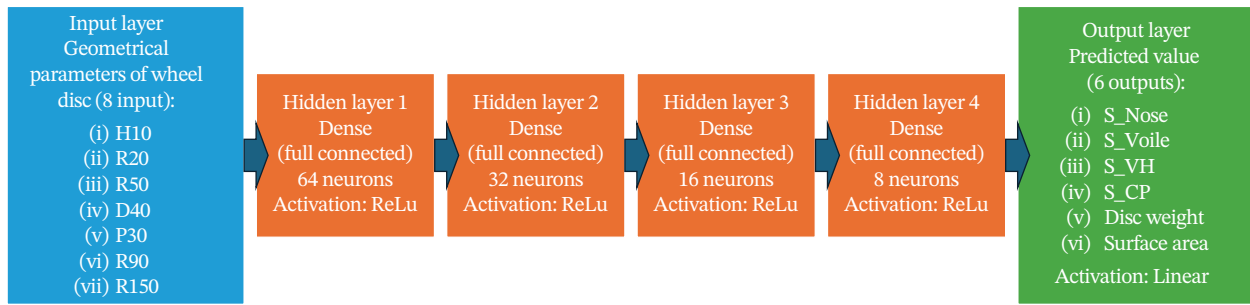 Input layer
Geometrical
parameters of wheel
disc (8 input):
(i) H10
(ii) R20
(iii) R50
(iv) D40
(v) P30
(vi) R90
(vii) R150
Hidden layer 1
Dense
(full connected)
64 neurons
Activation: ReLu
Hidden layer 2
Dense
(full connected)
32 neurons
Activation: ReLu
Hidden layer 3
Dense
(full connected)
16 neurons
Activation: ReLu
Hidden layer 4
Dense
(full connected)
8 neurons
Activation: ReLu
Output layer
Predicted value
(6 outputs):
(i) S_Nose
(ii) S_Voile
(iii) S_VH
(iv) S_CP
(v) Disc weight
(vi) Surface area
Activation: Linear